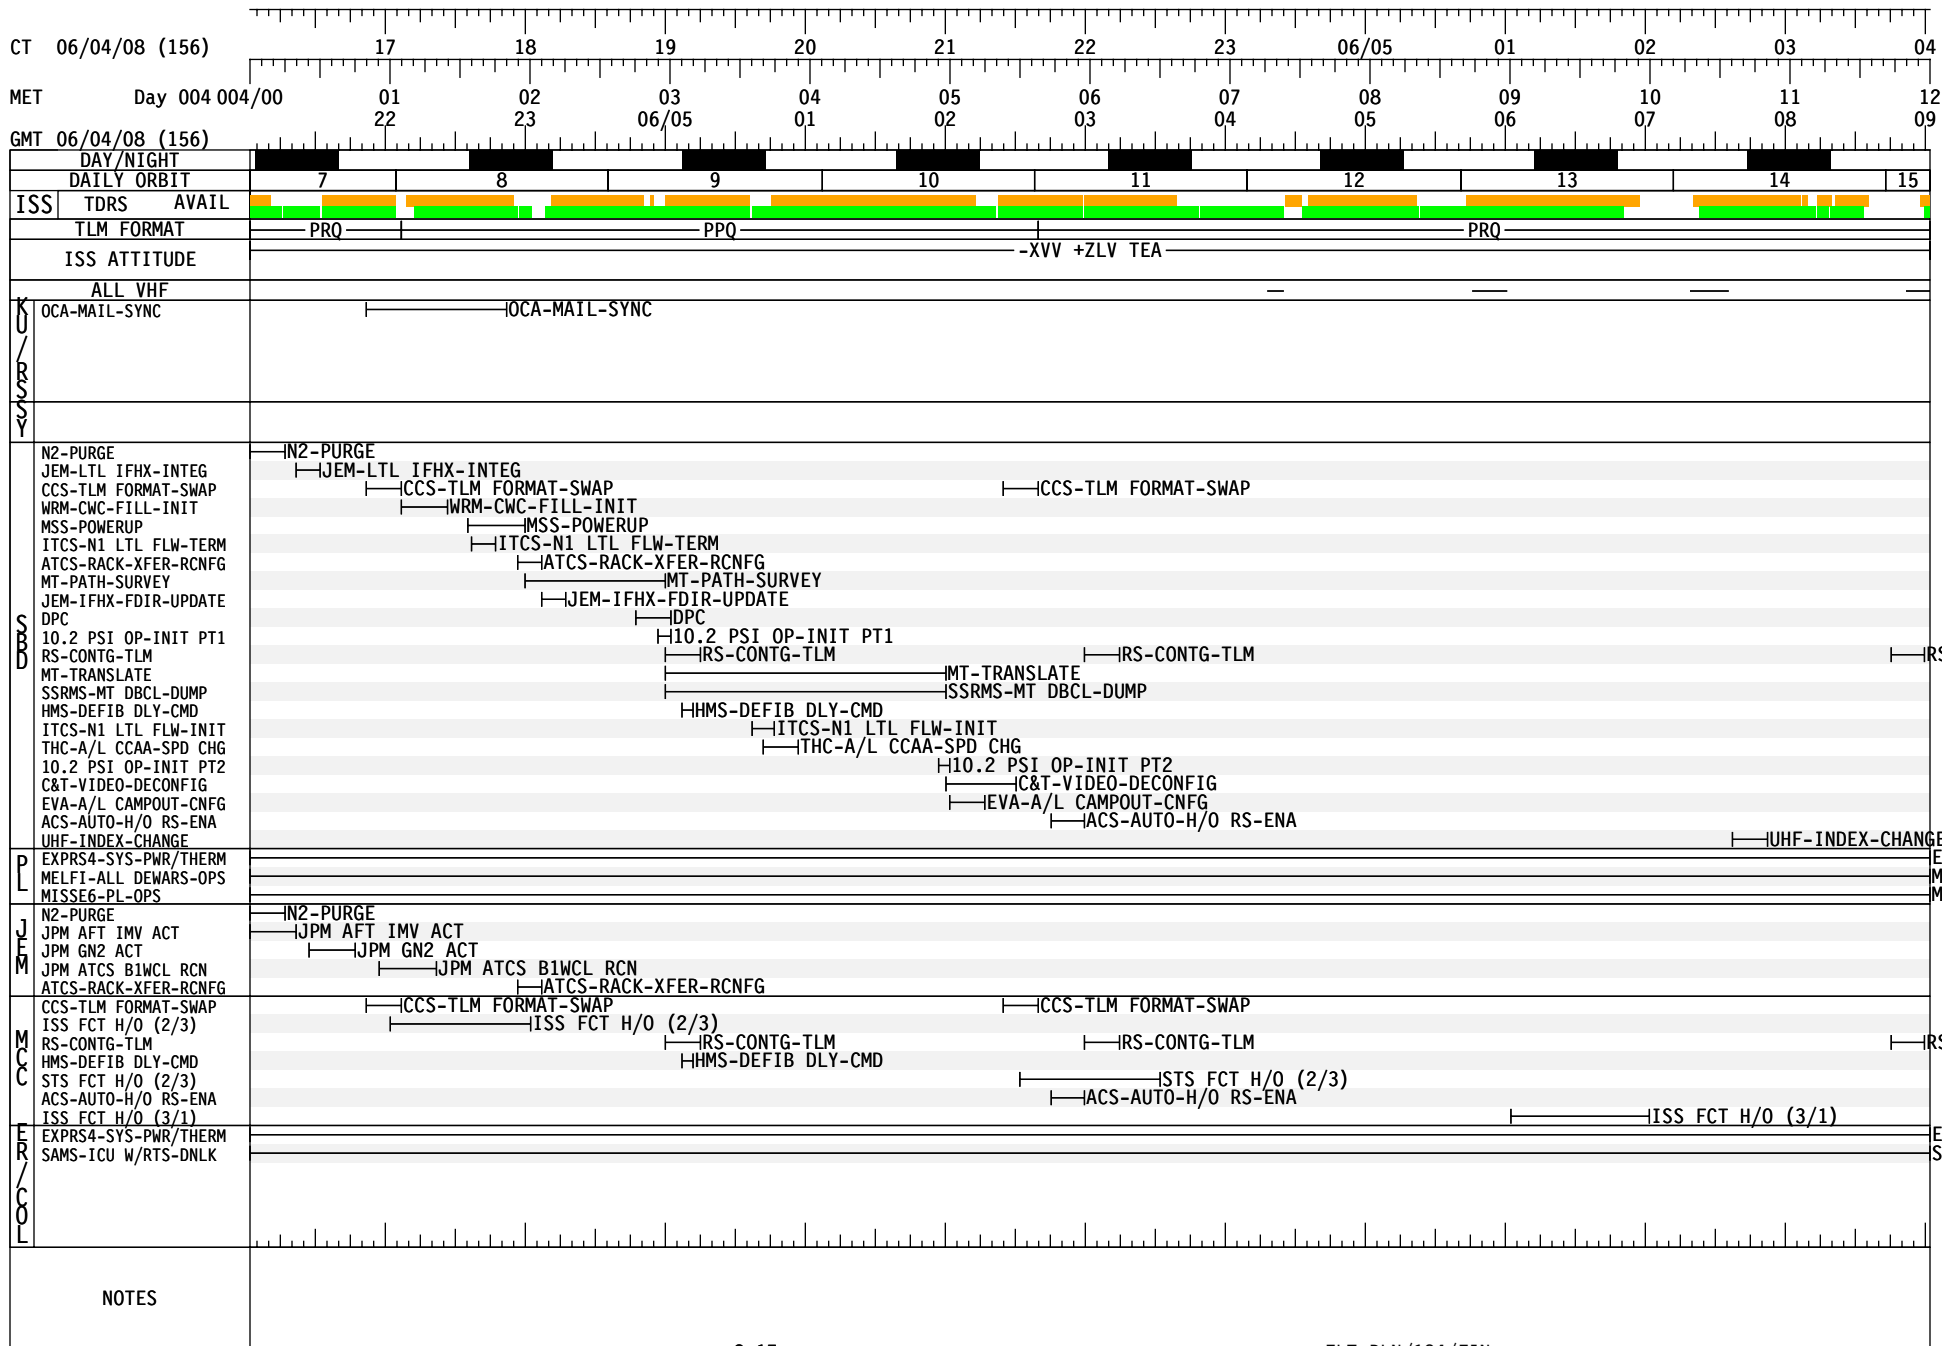 CT 06/04/08 (156) 17 18 19 20 21 22 23 06/05 01 02 03 04
MET Day 004 004/00 01 02 03 04 05 06 07 08 09 10 11 12
GMT 06/04/08 (156) 22 23 06/05 01 02 03 04 05 06 07 08 09
DAY/NIGHT
DAILY ORBIT 7 8 9 10 11 12 13 14 15
ISS TDRS AVAIL
TLM FORMAT PRQ PPQ PRQ
ISS ATTITUDE -XVV +ZLV TEA
ALL VHF
KU/RS
OCA-MAIL-SYNC OCA-MAIL-SYNC
SY
SBD
N2-PURGE N2-PURGE
JEM-LTL IFHX-INTEG JEM-LTL IFHX-INTEG
CCS-TLM FORMAT-SWAP CCS-TLM FORMAT-SWAP CCS-TLM FORMAT-SWAP
WRM-CWC-FILL-INIT WRM-CWC-FILL-INIT
MSS-POWERUP MSS-POWERUP
ITCS-N1 LTL FLW-TERM ITCS-N1 LTL FLW-TERM
ATCS-RACK-XFER-RCNFG ATCS-RACK-XFER-RCNFG
MT-PATH-SURVEY MT-PATH-SURVEY
JEM-IFHX-FDIR-UPDATE JEM-IFHX-FDIR-UPDATE
DPC DPC
10.2 PSI OP-INIT PT1 10.2 PSI OP-INIT PT1
RS-CONTG-TLM RS-CONTG-TLM RS-CONTG-TLM RS
MT-TRANSLATE MT-TRANSLATE
SSRMS-MT DBCL-DUMP SSRMS-MT DBCL-DUMP
HMS-DEFIB DLY-CMD HMS-DEFIB DLY-CMD
ITCS-N1 LTL FLW-INIT ITCS-N1 LTL FLW-INIT
THC-A/L CCAA-SPD CHG THC-A/L CCAA-SPD CHG
10.2 PSI OP-INIT PT2 10.2 PSI OP-INIT PT2
C&T-VIDEO-DECONFIG C&T-VIDEO-DECONFIG
EVA-A/L CAMPOUT-CNFG EVA-A/L CAMPOUT-CNFG
ACS-AUTO-H/O RS-ENA ACS-AUTO-H/O RS-ENA
UHF-INDEX-CHANGE UHF-INDEX-CHANGE
PL
EXPRS4-SYS-PWR/THERM E
MELFI-ALL DEWARS-OPS M
MISSE6-PL-OPS M
JEM
N2-PURGE N2-PURGE
JPM AFT IMV ACT JPM AFT IMV ACT
JPM GN2 ACT JPM GN2 ACT
JPM ATCS B1WCL RCN JPM ATCS B1WCL RCN
ATCS-RACK-XFER-RCNFG ATCS-RACK-XFER-RCNFG
MCC
CCS-TLM FORMAT-SWAP CCS-TLM FORMAT-SWAP CCS-TLM FORMAT-SWAP
ISS FCT H/O (2/3) ISS FCT H/O (2/3)
RS-CONTG-TLM RS-CONTG-TLM RS-CONTG-TLM RS
HMS-DEFIB DLY-CMD HMS-DEFIB DLY-CMD
STS FCT H/O (2/3) STS FCT H/O (2/3)
ACS-AUTO-H/O RS-ENA ACS-AUTO-H/O RS-ENA
ISS FCT H/O (3/1) ISS FCT H/O (3/1)
ER/COL
EXPRS4-SYS-PWR/THERM E
SAMS-ICU W/RTS-DNLK S
NOTES